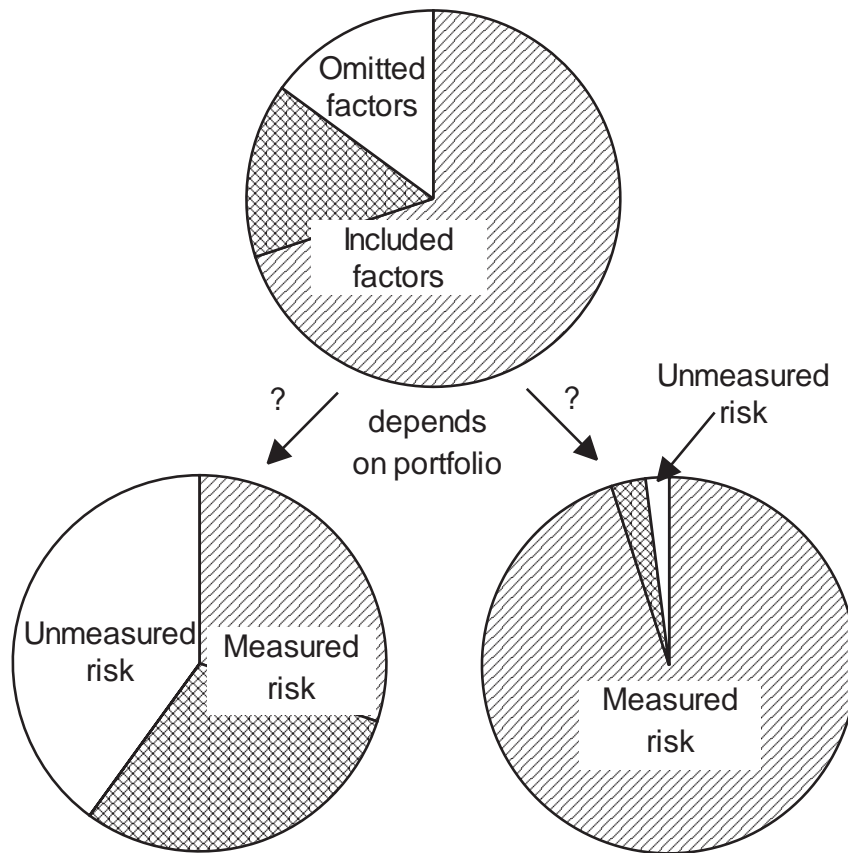 Omitted
factors
Included
factors
?
depends
on portfolio
?
Unmeasured
risk
Unmeasured
risk
Measured
risk
Measured
risk